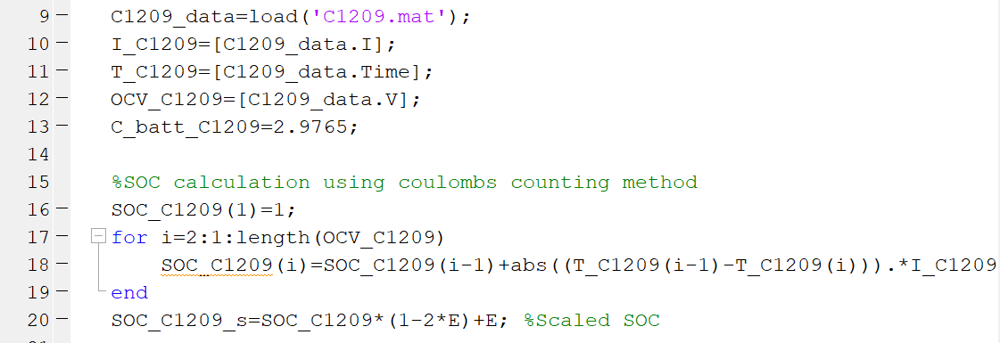 9 C1209_data=load('C1209.mat');
10 I_C1209=[C1209_data.I];
11 T_C1209=[C1209_data.Time];
12 OCV_C1209=[C1209_data.V];
13 C_batt_C1209=2.9765;
14
15 %SOC calculation using coulombs counting method
16 SOC_C1209(1)=1;
17 for i=2:1:length(OCV_C1209)
18 SOC_C1209(i)=SOC_C1209(i-1)+abs((T_C1209(i-1)-T_C1209(i))).*I_C1209
19 end
20 SOC_C1209_s=SOC_C1209*(1-2*E)+E; %Scaled SOC